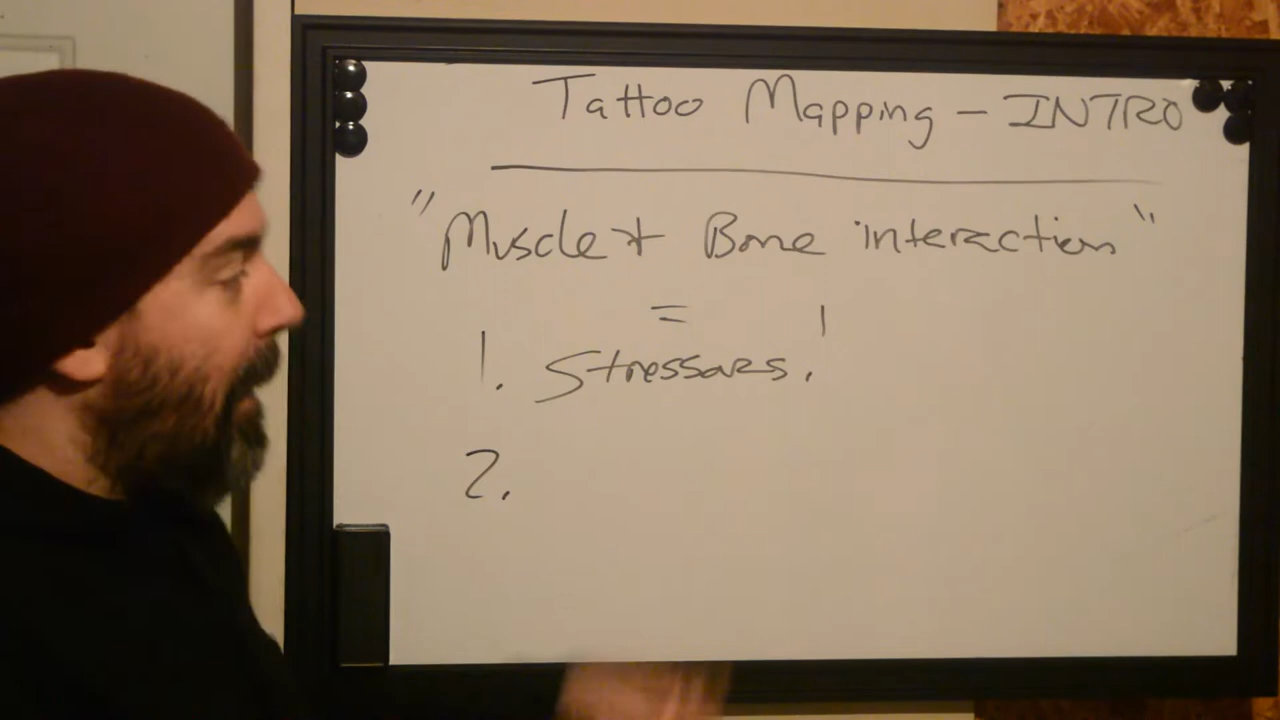 Tattoo Mapping - INTRO
"Muscle + Bone interaction"
=
1. Stressors.'
2.